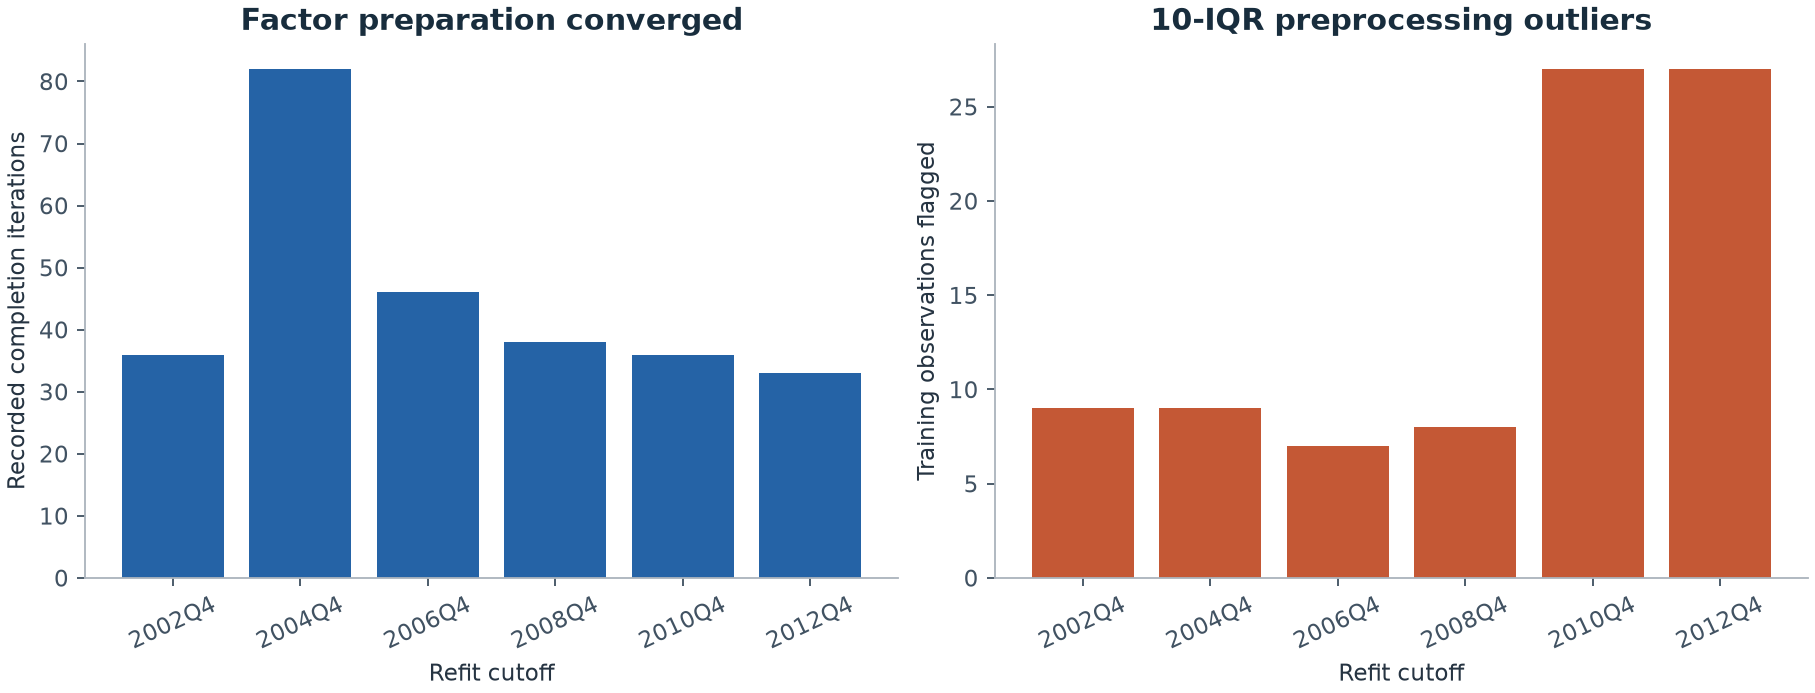 Factor preparation converged
Recorded completion iterations
80
70
60
50
40
30
20
10
0
2002Q4
2004Q4
2006Q4
2008Q4
2010Q4
2012Q4
Refit cutoff
10-IQR preprocessing outliers
Training observations flagged
25
20
15
10
5
0
2002Q4
2004Q4
2006Q4
2008Q4
2010Q4
2012Q4
Refit cutoff